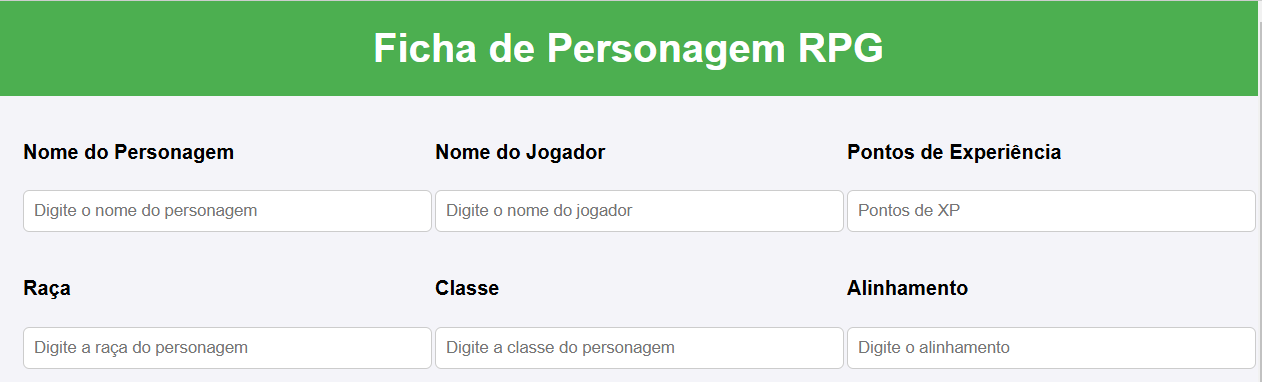 Ficha de Personagem RPG
Nome do Personagem
Nome do Jogador
Pontos de Experiência
Digite o nome do personagem
Digite o nome do jogador
Pontos de XP
Raça
Classe
Alinhamento
Digite a raça do personagem
Digite a classe do personagem
Digite o alinhamento